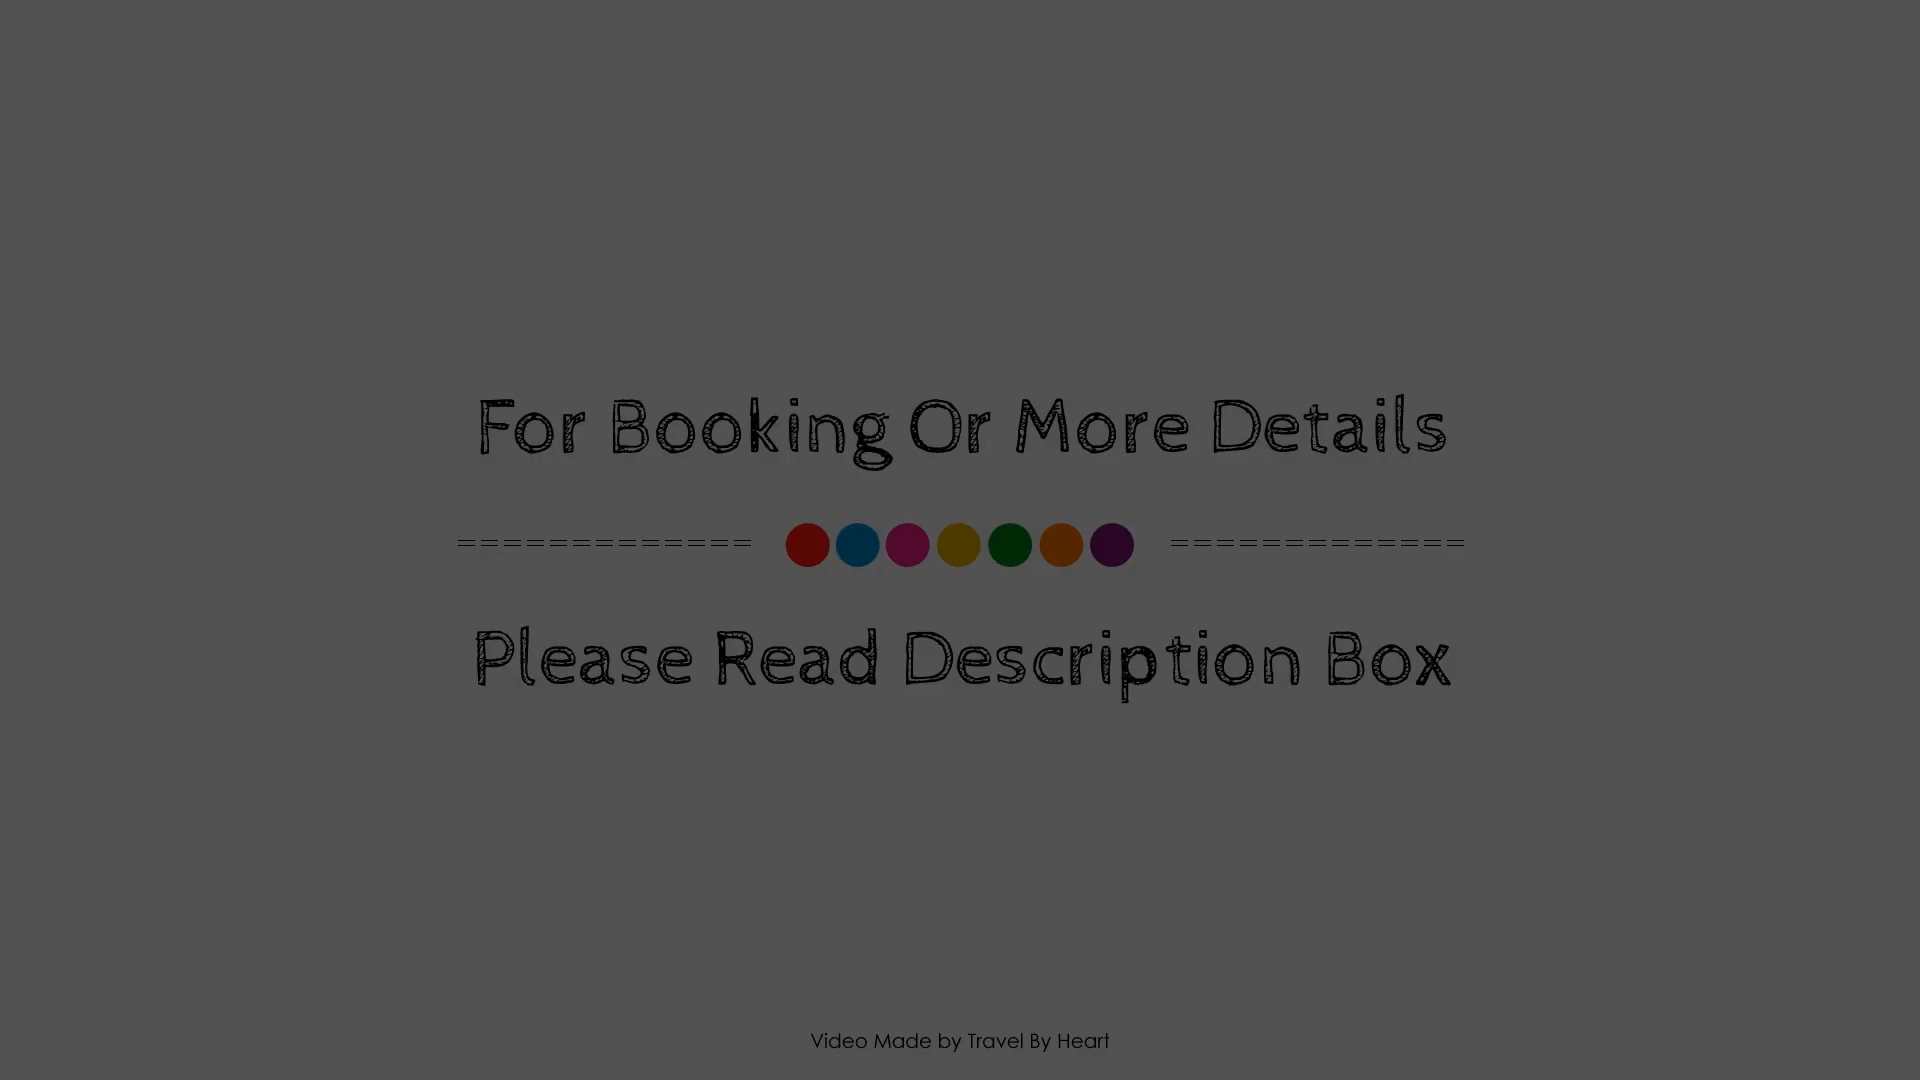 For Booking Or More Details
============= =============
Please Read Description Box
Video Made by Travel By Heart